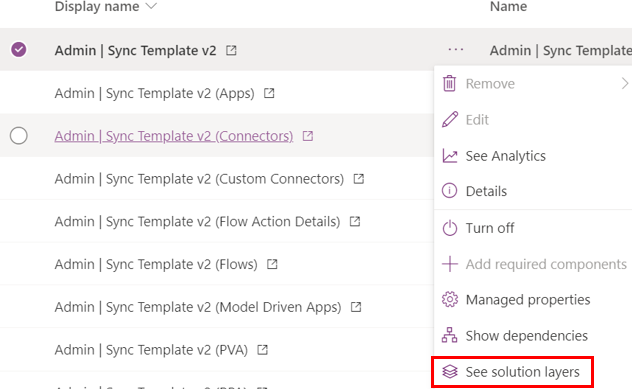 Display name
Name
Admin | Sync Template v2
Admin | Sync Template
Admin | Sync Template v2 (Apps)
Admin | Sync Template v2 (Connectors)
Admin | Sync Template v2 (Custom Connectors)
Admin | Sync Template v2 (Flow Action Details)
Admin | Sync Template v2 (Flows)
Admin | Sync Template v2 (Model Driven Apps)
Admin | Sync Template v2 (PVA)
Remove
Edit
See Analytics
Details
Turn off
Add required components
Managed properties
Show dependencies
See solution layers